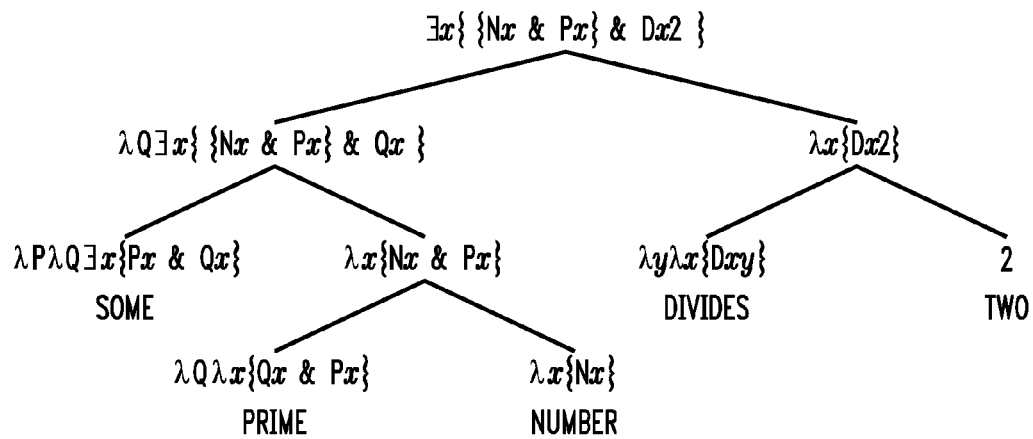 ∃x{ {Nx & Px} & Dx2 }
λQ∃x{ {Nx & Px} & Qx } λx{Dx2}
λPλQ∃x{Px & Qx} λx{Nx & Px} λyλx{Dxy} 2
SOME DIVIDES TWO
λQλx{Qx & Px} λx{Nx}
PRIME NUMBER